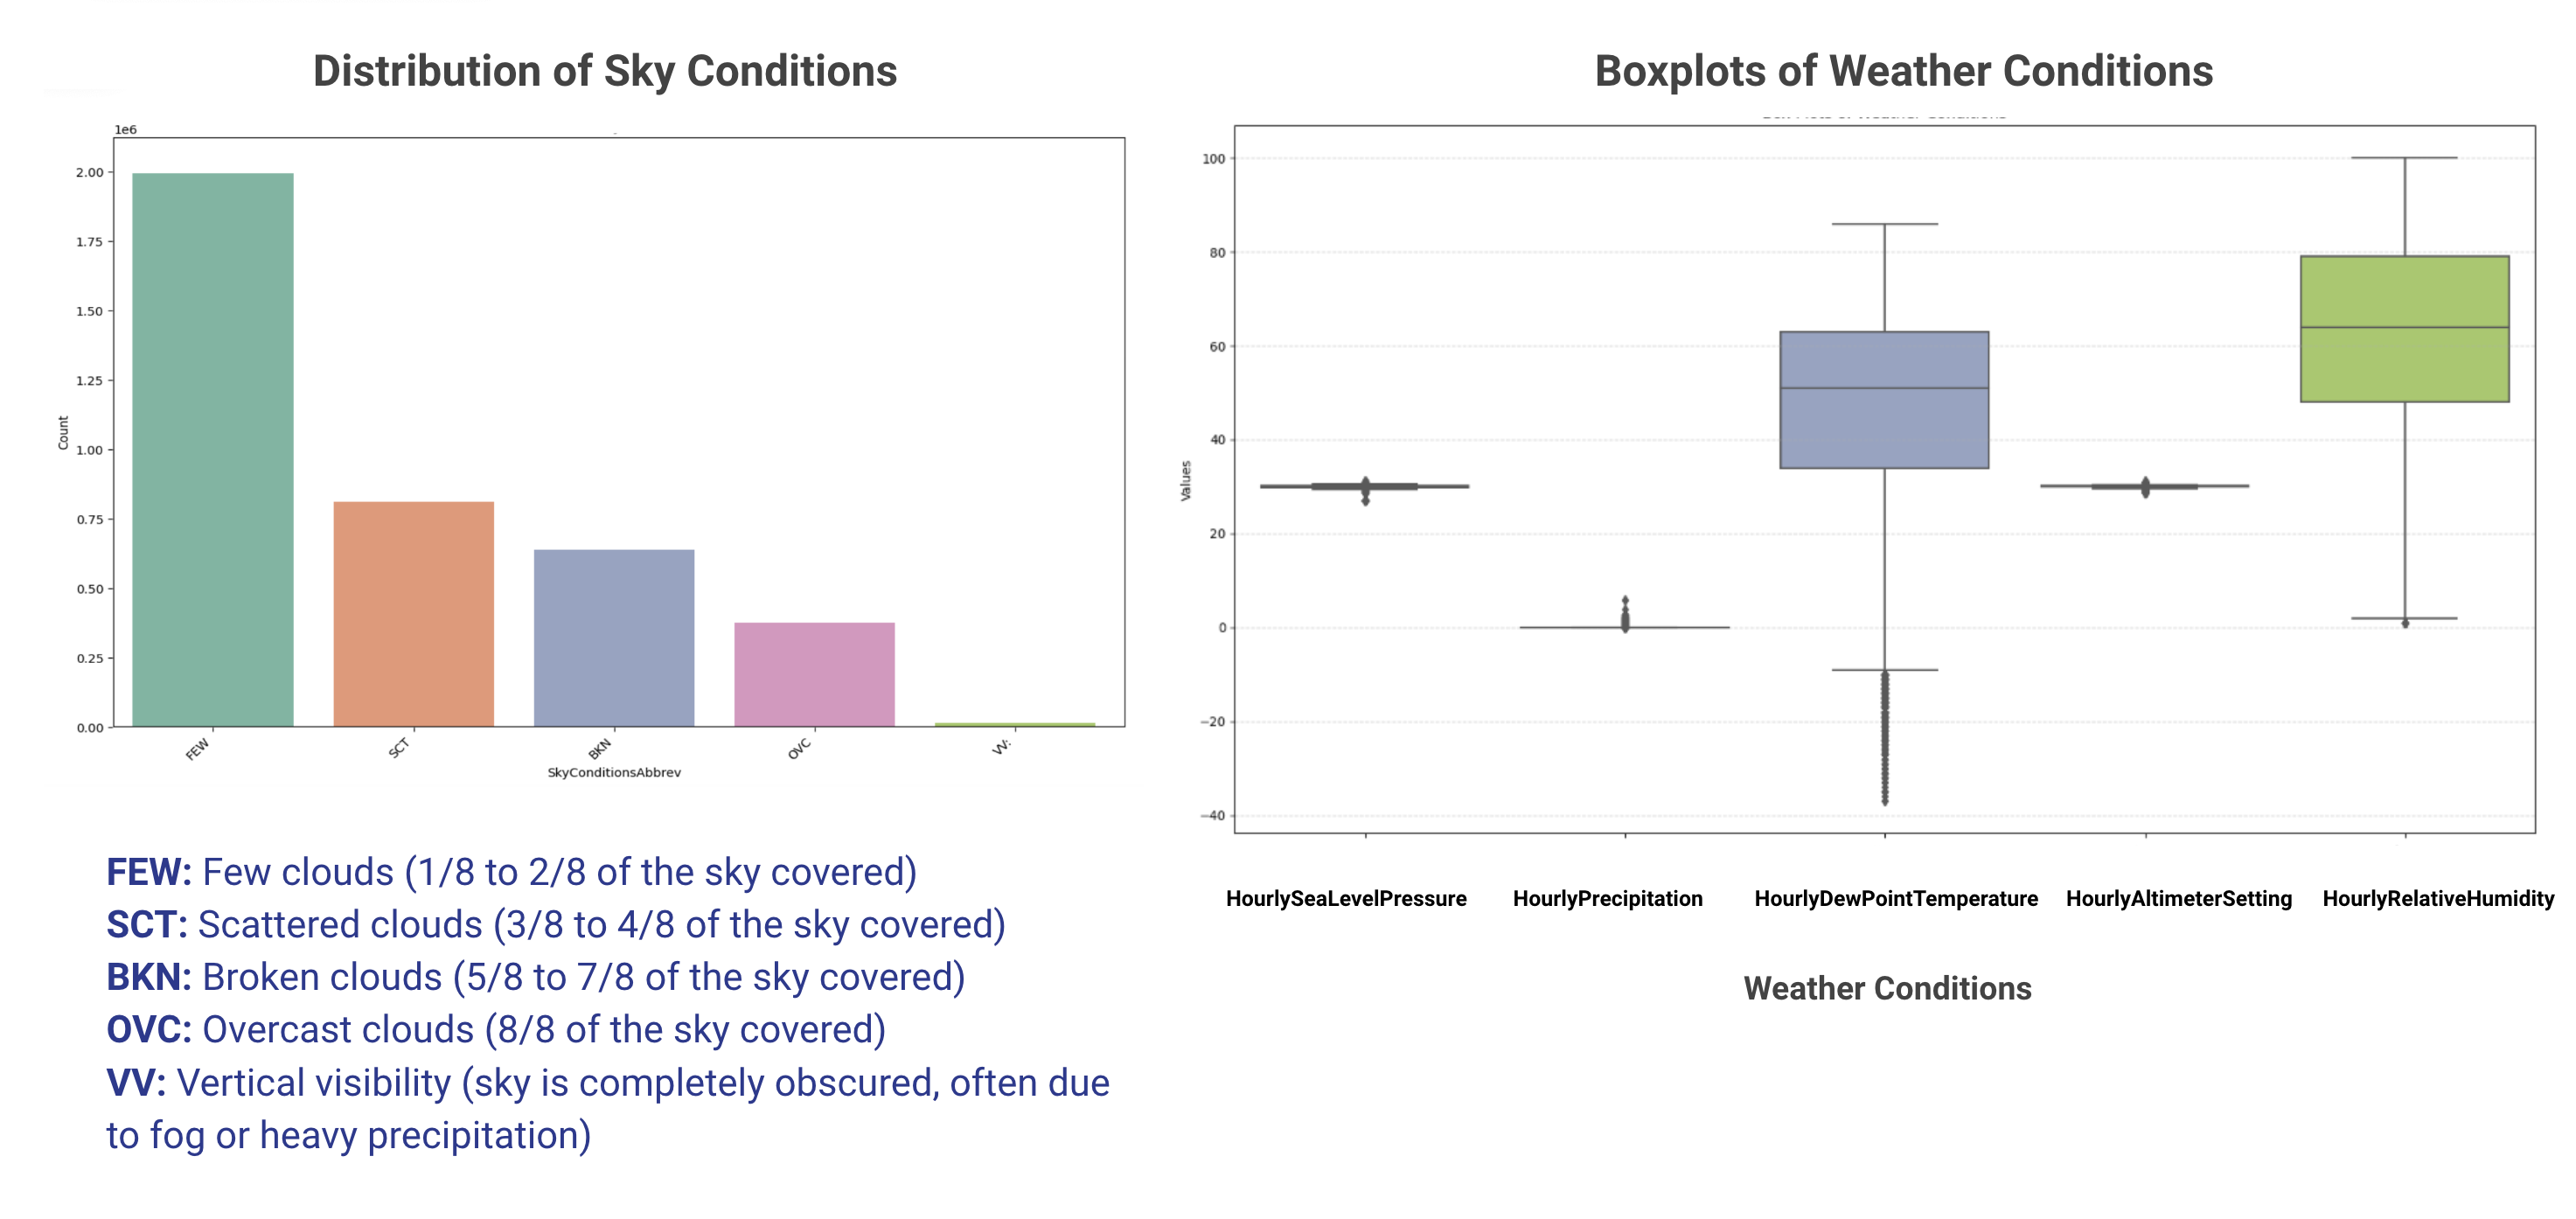 Distribution of Sky Conditions
1e6
2.00
1.75
1.50
1.25
1.00
0.75
0.50
0.25
0.00
Count
FEW
SCT
BKN
OVC
VV:
SkyConditionsAbbrev
FEW: Few clouds (1/8 to 2/8 of the sky covered)
SCT: Scattered clouds (3/8 to 4/8 of the sky covered)
BKN: Broken clouds (5/8 to 7/8 of the sky covered)
OVC: Overcast clouds (8/8 of the sky covered)
VV: Vertical visibility (sky is completely obscured, often due
to fog or heavy precipitation)
Boxplots of Weather Conditions
100
80
60
40
20
0
−20
−40
Values
HourlySeaLevelPressure
HourlyPrecipitation
HourlyDewPointTemperature
HourlyAltimeterSetting
HourlyRelativeHumidity
Weather Conditions